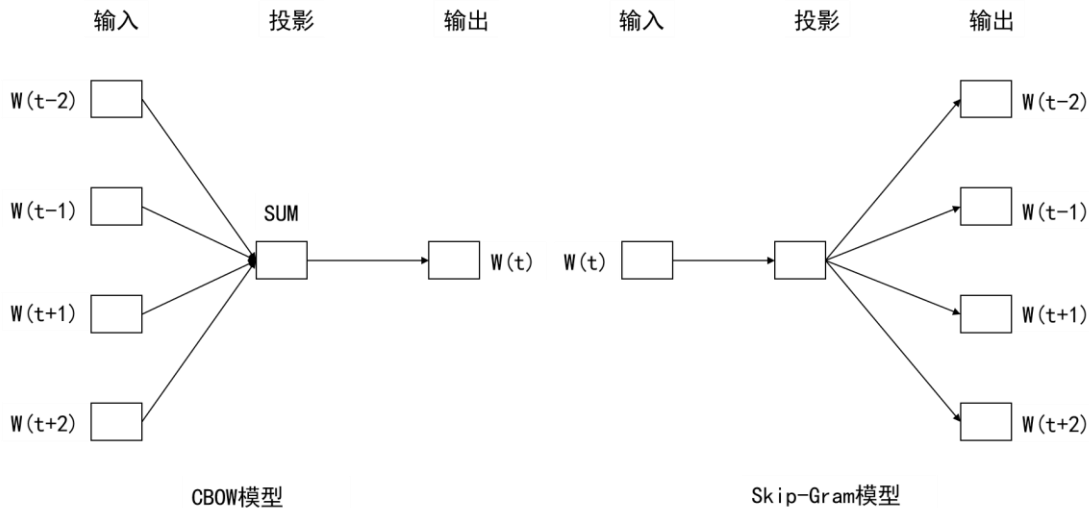 输入 投影 输出 输入 投影 输出
W(t-2) W(t-2)
W(t-1) W(t-1)
SUM
W(t) W(t)
W(t+1) W(t+1)
W(t+2) W(t+2)
CBOW模型 Skip-Gram模型